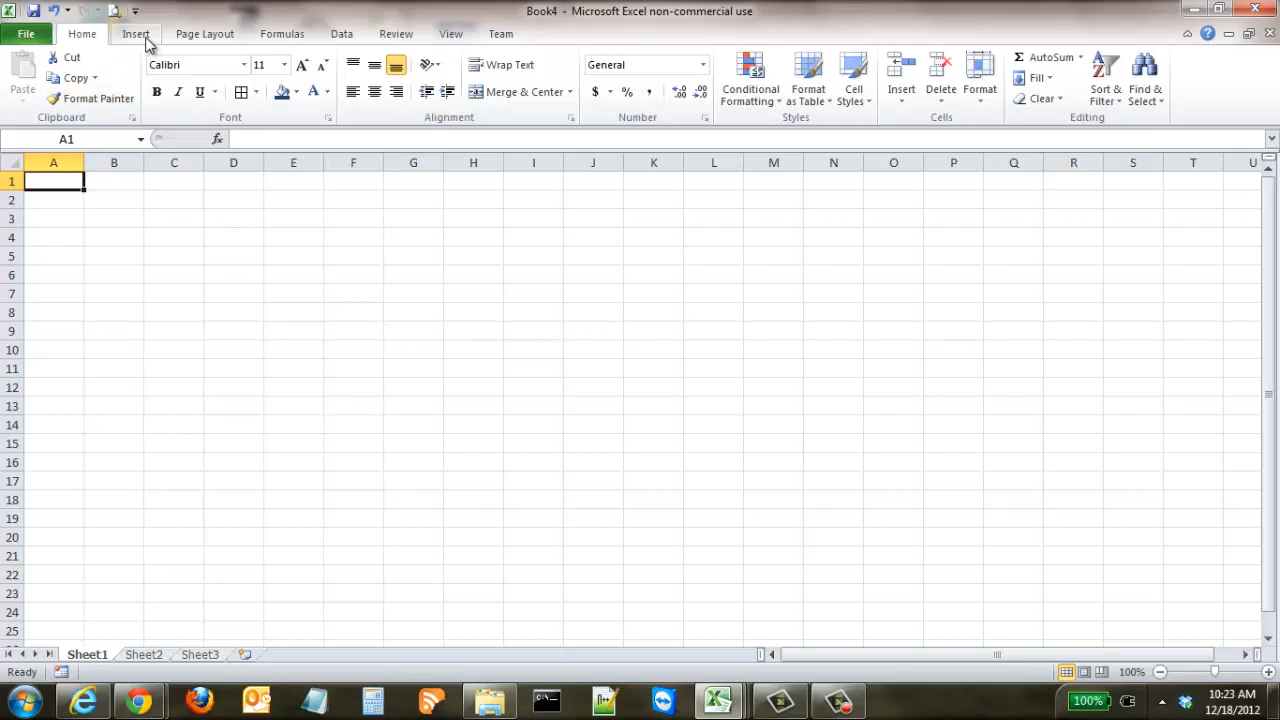 Book4 - Microsoft Excel non-commercial use
File Home Insert Page Layout Formulas Data Review View Team
Paste
Cut
Copy
Format Painter
Clipboard
Calibri 11
B I U A
Font
Wrap Text
Merge & Center
Alignment
General
$ % ,
Number
Conditional Formatting
Format as Table
Cell Styles
Styles
Insert Delete Format
Cells
Σ AutoSum
Fill
Clear
Sort & Filter
Find & Select
Editing
A1 fx
A B C D E F G H I J K L M N O P Q R S T U
1
2
3
4
5
6
7
8
9
10
11
12
13
14
15
16
17
18
19
20
21
22
23
24
25
Sheet1 Sheet2 Sheet3
Ready 100%
100% 10:23 AM
12/18/2012